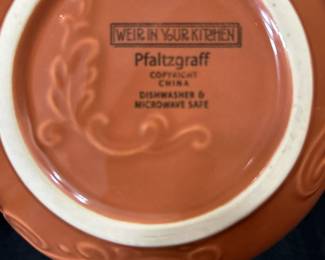 WEIR IN YOUR KITCHEN
Pfaltzgraff
COPYRIGHT
CHINA
DISHWASHER &
MICROWAVE SAFE